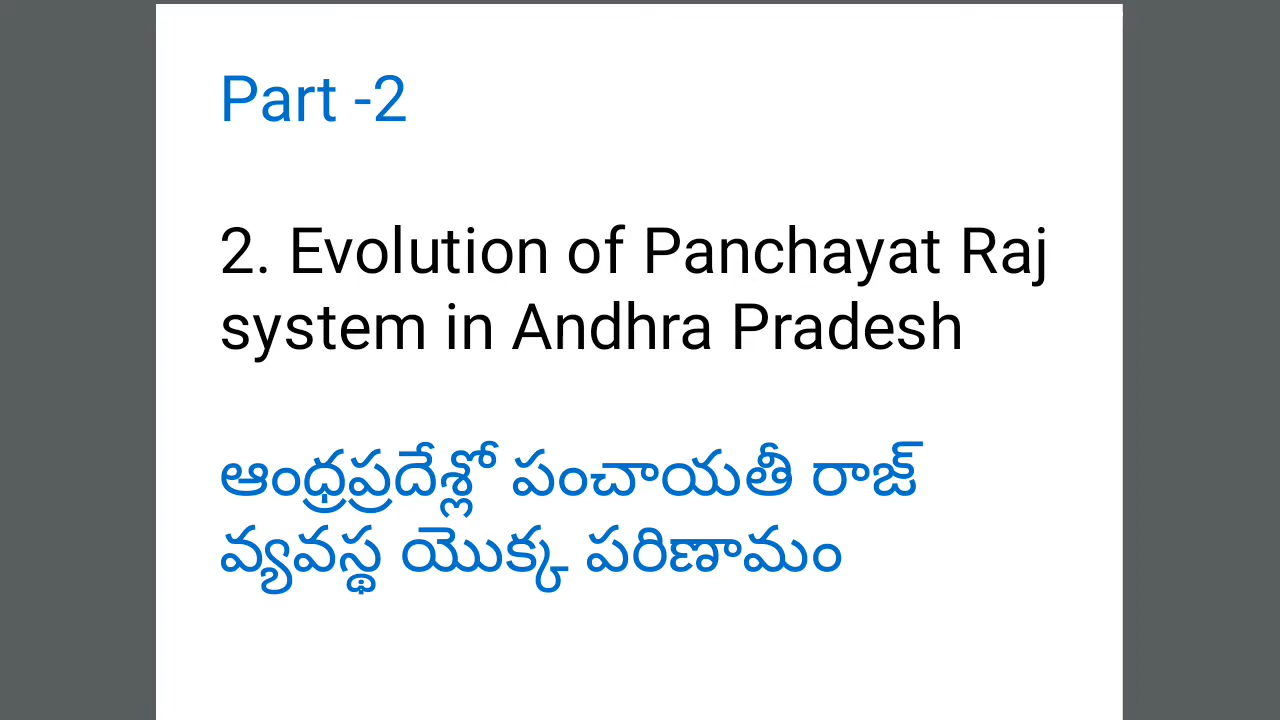 Part -2
2. Evolution of Panchayat Raj
system in Andhra Pradesh
ఆంధ్రప్రదేశ్లో పంచాయతీ రాజ్
వ్యవస్థ యొక్క పరిణామం